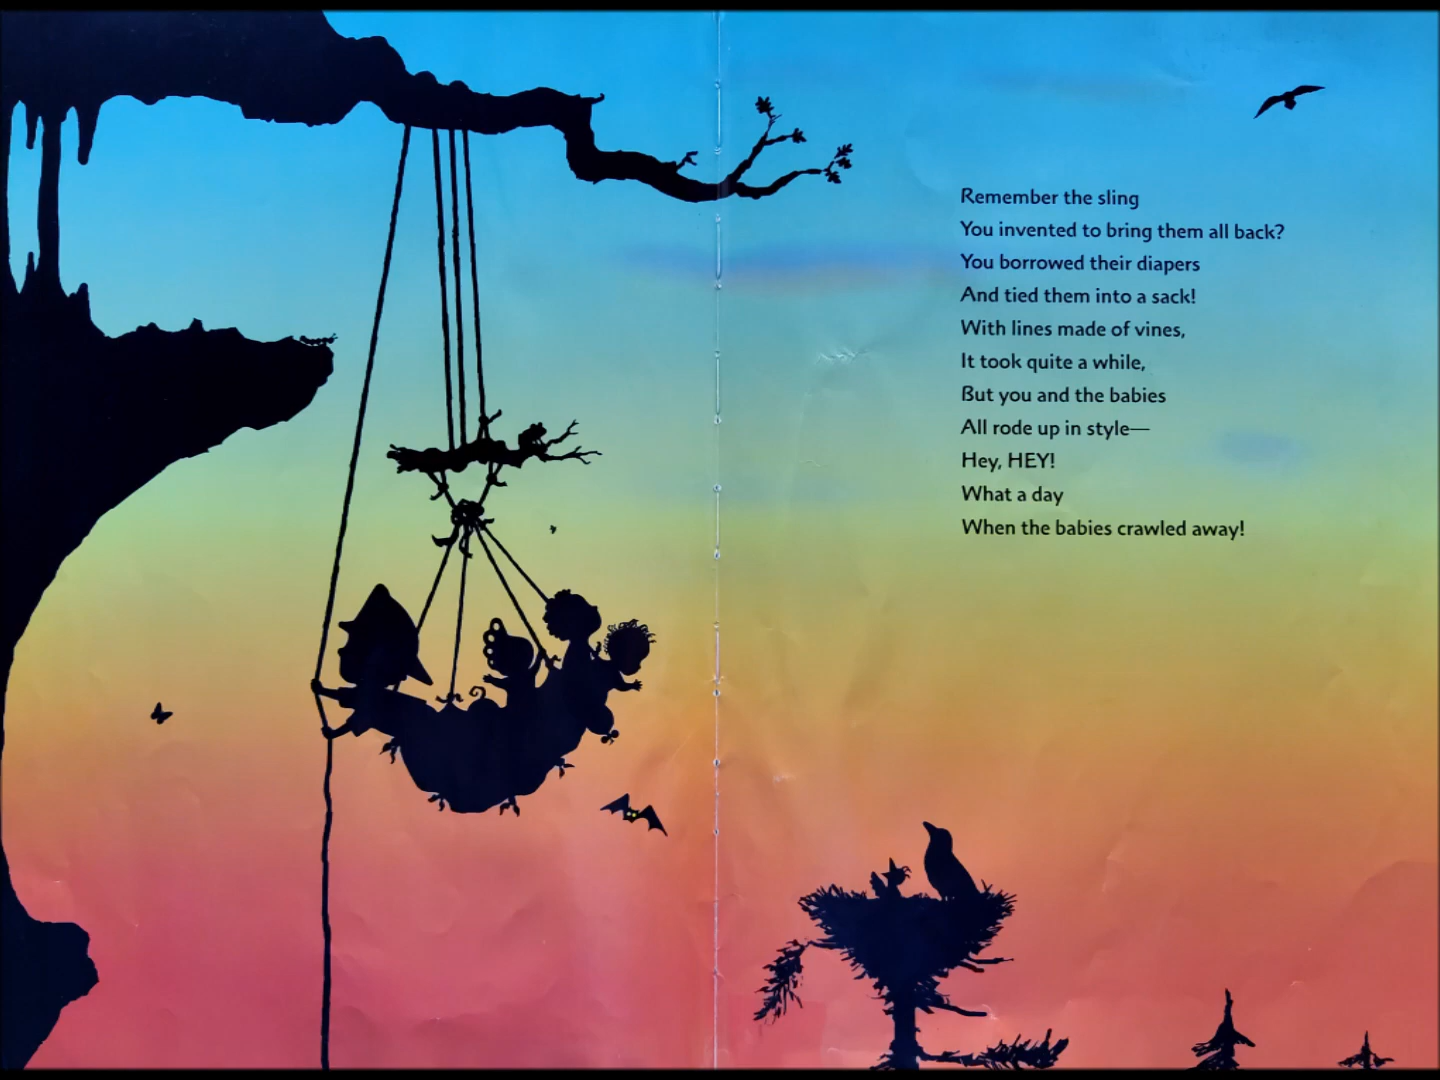 Remember the sling
You invented to bring them all back?
You borrowed their diapers
And tied them into a sack!
With lines made of vines,
It took quite a while,
But you and the babies
All rode up in style—
Hey, HEY!
What a day
When the babies crawled away!